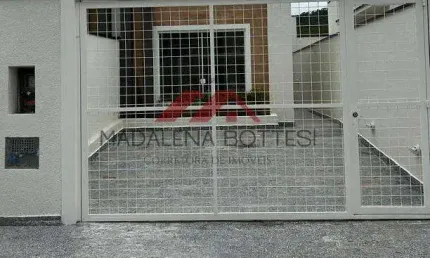 MADALENA BOTTESI
CORRETORA DE IMÓVEIS